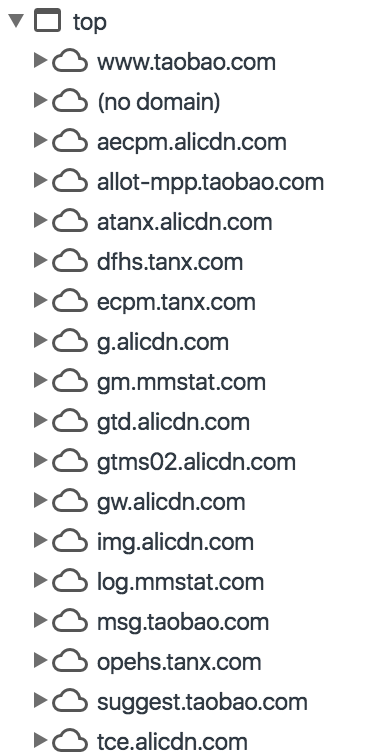 top
www.taobao.com
(no domain)
aecpm.alicdn.com
allot-mpp.taobao.com
atanx.alicdn.com
dfhs.tanx.com
ecpm.tanx.com
g.alicdn.com
gm.mmstat.com
gtd.alicdn.com
gtms02.alicdn.com
gw.alicdn.com
img.alicdn.com
log.mmstat.com
msg.taobao.com
opehs.tanx.com
suggest.taobao.com
tce.alicdn.com